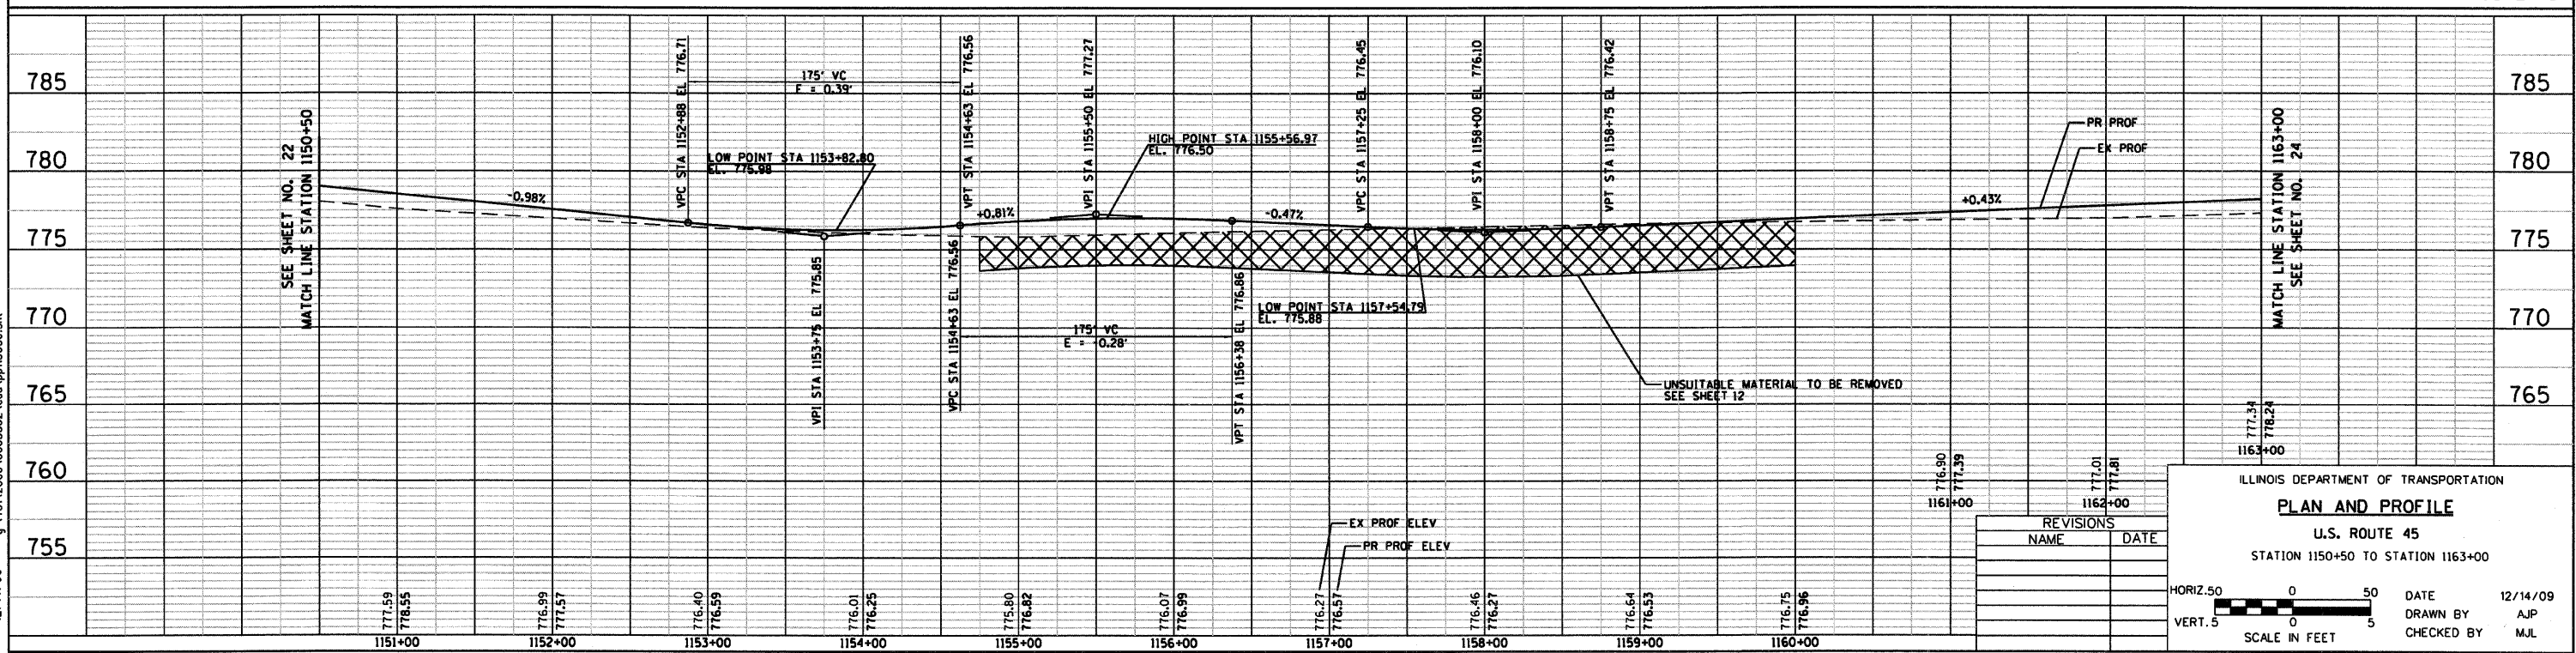 785
780
775
770
765
760
755
SEE SHEET NO. 22
MATCH LINE STATION 1150+50
-0.98%
VPC STA 1152+88 EL 776.71
175' VC
E = 0.39'
LOW POINT STA 1153+82.80
EL. 775.98
VPI STA 1153+75 EL 775.85
VPT STA 1154+63 EL 776.56
VPC STA 1154+63 EL 776.56
+0.81%
VPI STA 1155+50 EL 777.27
HIGH POINT STA 1155+56.97
EL. 776.50
175' VC
E = -0.28'
VPT STA 1156+38 EL 776.86
-0.47%
VPC STA 1157+25 EL 776.45
LOW POINT STA 1157+54.79
EL. 775.88
VPI STA 1158+00 EL 776.10
VPT STA 1158+75 EL 776.42
UNSUITABLE MATERIAL TO BE REMOVED
SEE SHEET 12
+0.43%
PR PROF
EX PROF
MATCH LINE STATION 1163+00
SEE SHEET NO. 24
785
780
775
770
765
EX PROF ELEV
PR PROF ELEV
777.59
778.55
1151+00
776.99
777.57
1152+00
776.40
776.59
1153+00
776.01
776.25
1154+00
775.80
776.82
1155+00
776.07
776.99
1156+00
776.27
776.57
1157+00
776.46
776.27
1158+00
776.64
776.53
1159+00
776.75
776.96
1160+00
776.90
777.39
1161+00
777.01
777.81
1162+00
777.34
778.24
1163+00
REVISIONS
NAME DATE
ILLINOIS DEPARTMENT OF TRANSPORTATION
PLAN AND PROFILE
U.S. ROUTE 45
STATION 1150+50 TO STATION 1163+00
HORIZ. 50 0 50
VERT. 5 0 5
SCALE IN FEET
DATE 12/14/09
DRAWN BY AJP
CHECKED BY MJL